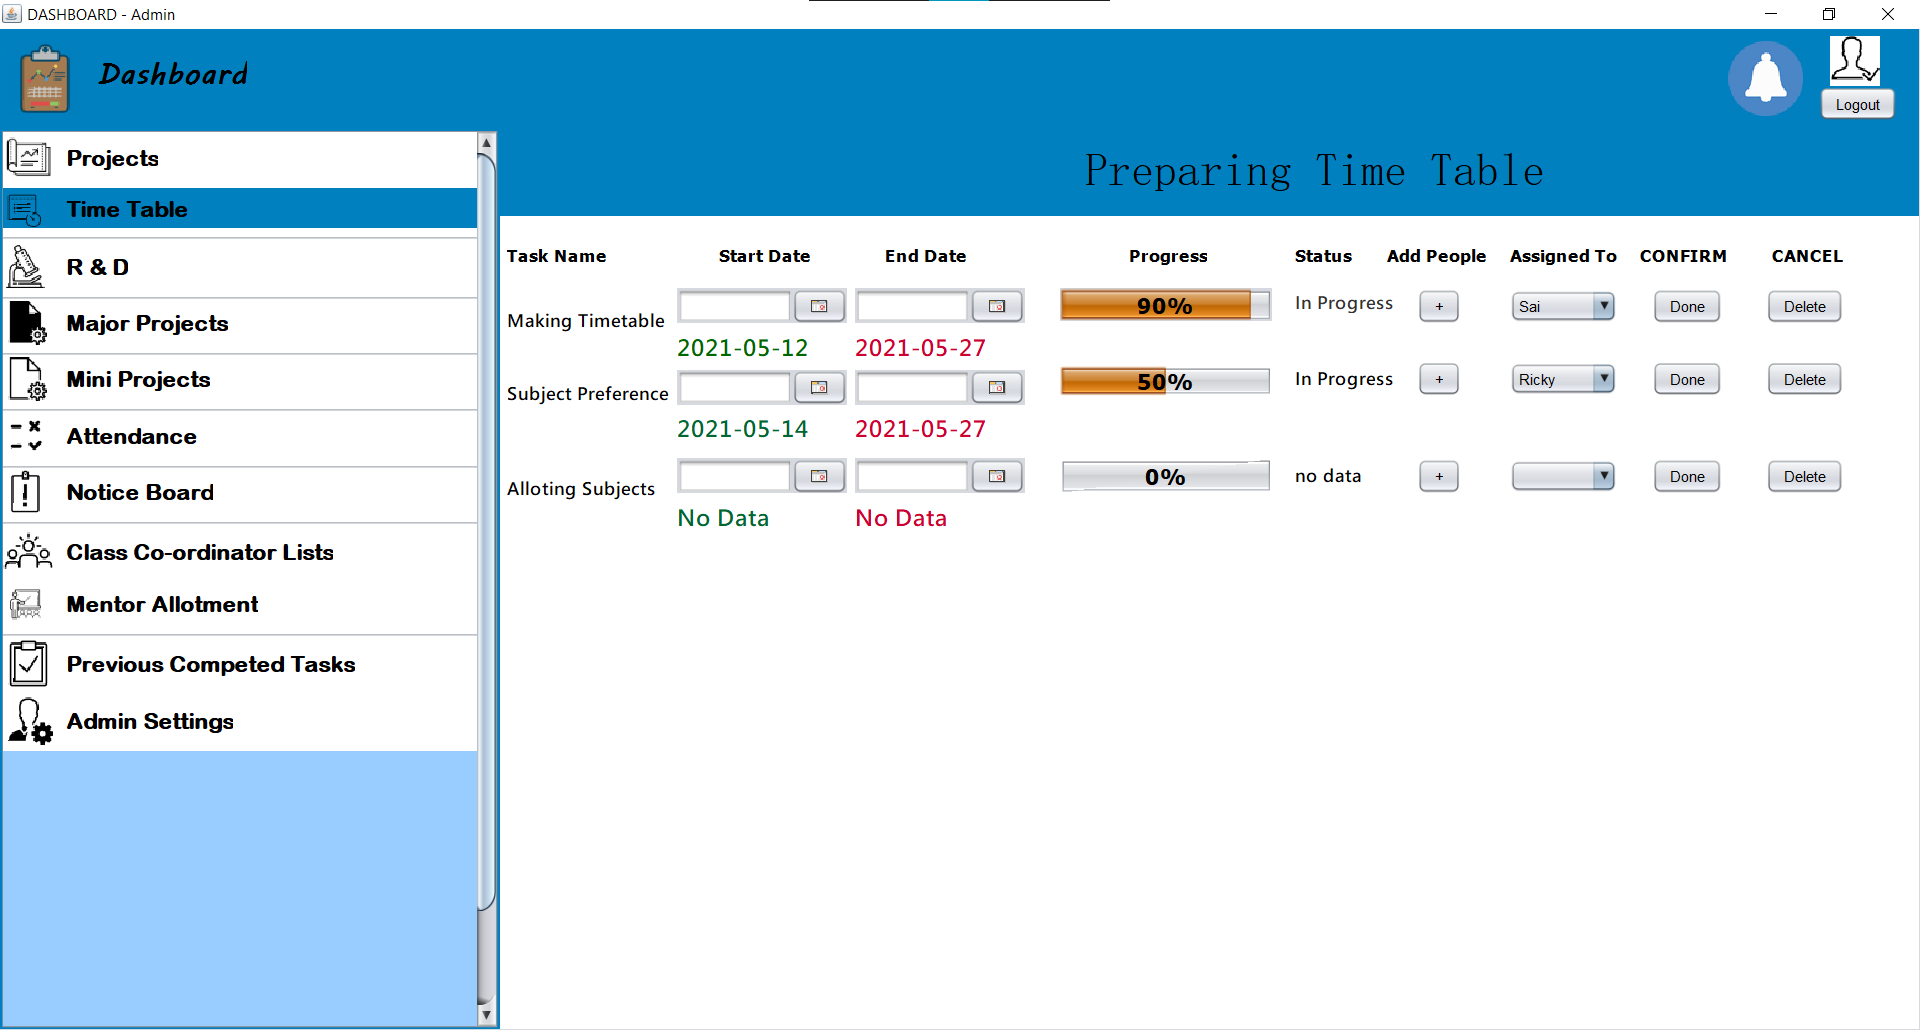 DASHBOARD - Admin
Dashboard
Logout
Projects
Time Table
R & D
Major Projects
Mini Projects
Attendance
Notice Board
Class Co-ordinator Lists
Mentor Allotment
Previous Competed Tasks
Admin Settings
Preparing Time Table
Task Name Start Date End Date Progress Status Add People Assigned To CONFIRM CANCEL
Making Timetable 90% In Progress + Sai Done Delete
2021-05-12 2021-05-27
Subject Preference 50% In Progress + Ricky Done Delete
2021-05-14 2021-05-27
Alloting Subjects 0% no data + Done Delete
No Data No Data